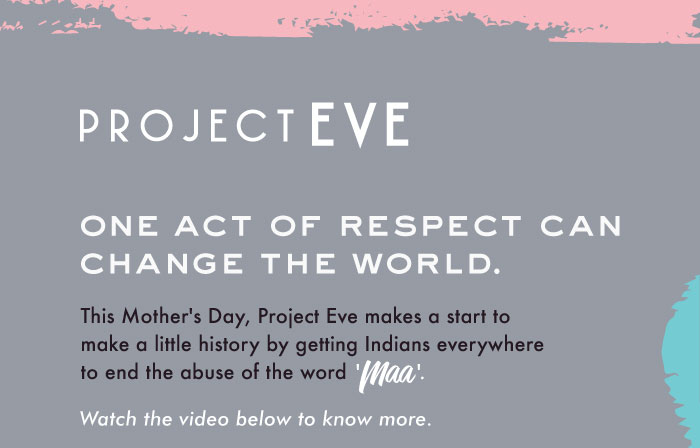 PROJECT EVE
ONE ACT OF RESPECT CAN
CHANGE THE WORLD.
This Mother's Day, Project Eve makes a start to
make a little history by getting Indians everywhere
to end the abuse of the word 'Maa'.
Watch the video below to know more.